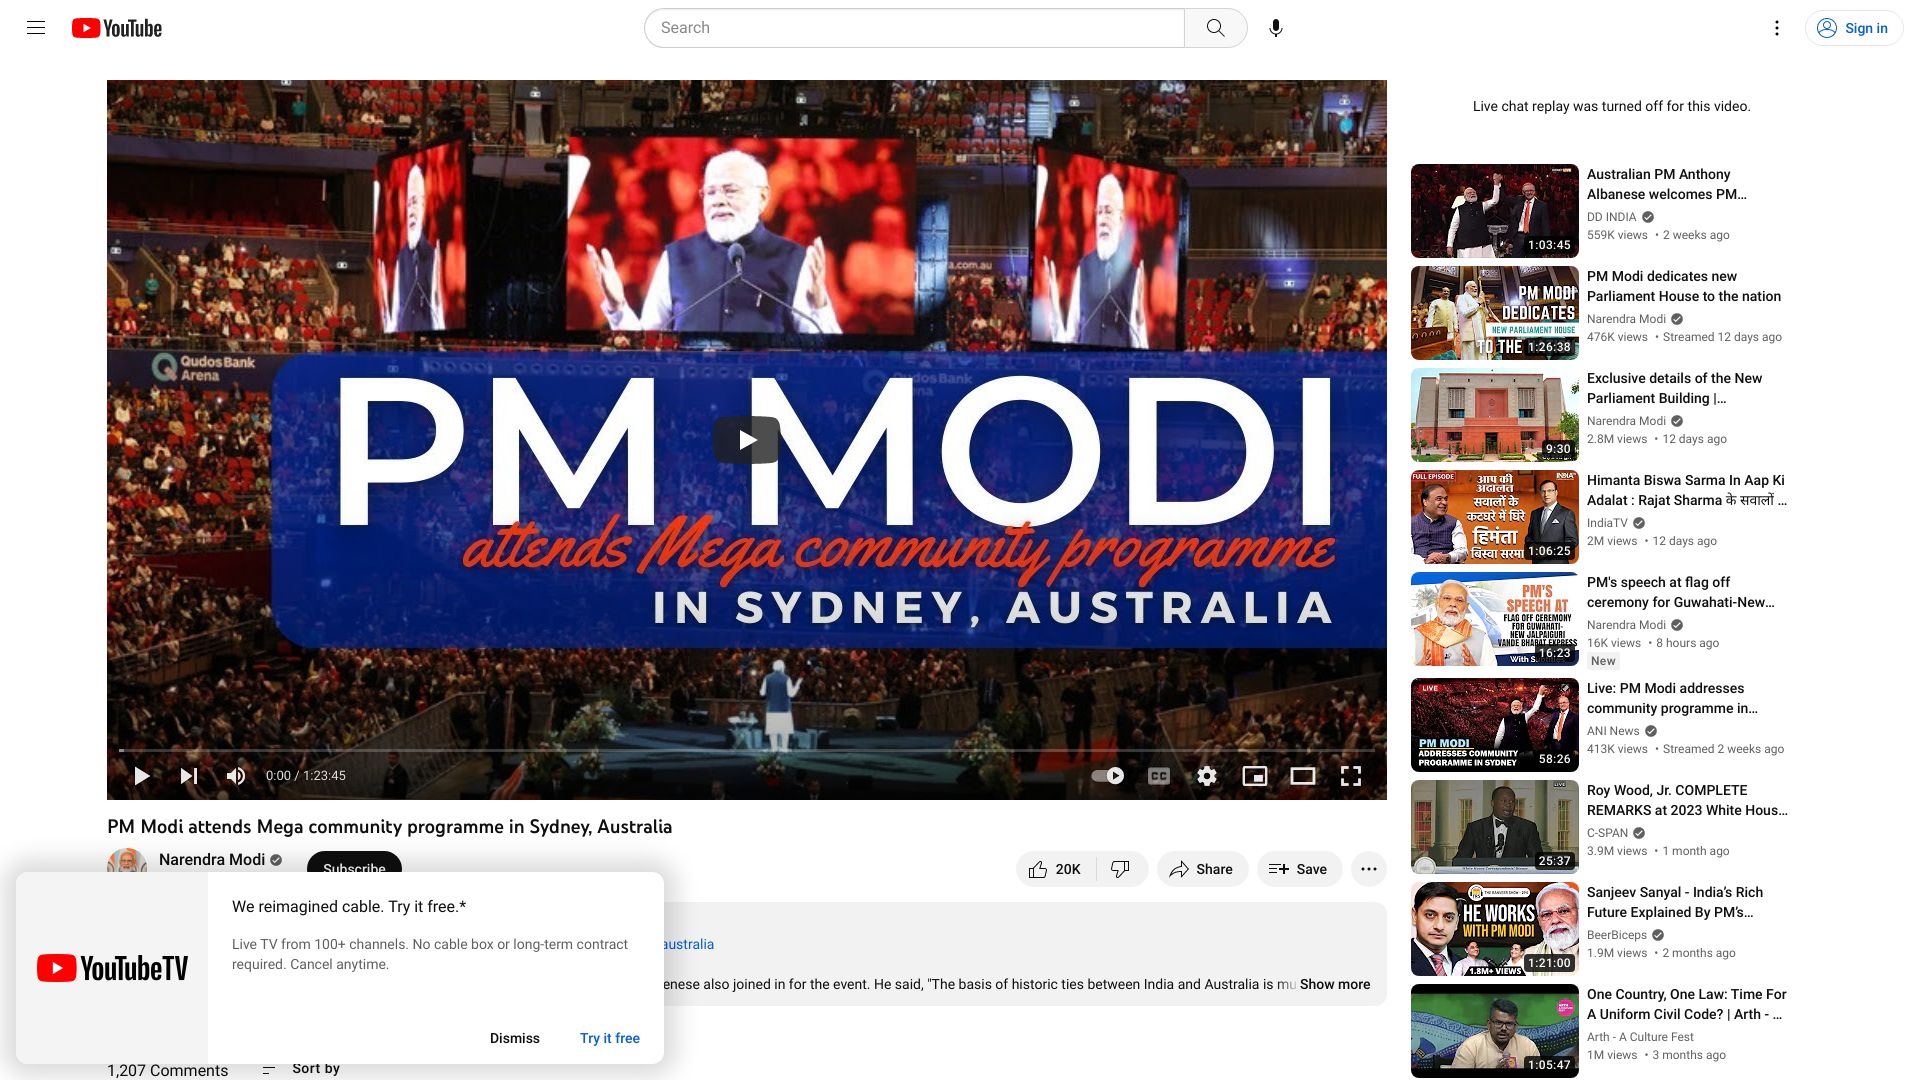 YouTube
Search
Sign in
a.com.au
Qudos Bank
Arena
PM MODI
attends Mega community programme
IN SYDNEY, AUSTRALIA
0:00 / 1:23:45
CC
PM Modi attends Mega community programme in Sydney, Australia
Narendra Modi
Subscribe
20K
Share
Save
australia
enese also joined in for the event. He said, "The basis of historic ties between India and Australia is mu Show more
YouTubeTV
We reimagined cable. Try it free.*
Live TV from 100+ channels. No cable box or long-term contract
required. Cancel anytime.
Dismiss
Try it free
1,207 Comments
Sort by
Live chat replay was turned off for this video.
1:03:45
Australian PM Anthony
Albanese welcomes PM…
DD INDIA
559K views • 2 weeks ago
PM MODI
DEDICATES
NEW PARLIAMENT HOUSE
TO THE
1:26:38
PM Modi dedicates new
Parliament House to the nation
Narendra Modi
476K views • Streamed 12 days ago
9:30
Exclusive details of the New
Parliament Building |…
Narendra Modi
2.8M views • 12 days ago
FULL EPISODE
INDIA
आप की
अदालत
सवालों के
कटघरे में घिरे
हिमंता
बिस्वा सरमा
1:06:25
Himanta Biswa Sarma In Aap Ki
Adalat : Rajat Sharma के सवालों …
IndiaTV
2M views • 12 days ago
PM'S
SPEECH AT
FLAG OFF CEREMONY
FOR GUWAHATI-
NEW JALPAIGURI
VANDE BHARAT EXPRESS
16:23
PM's speech at flag off
ceremony for Guwahati-New…
Narendra Modi
16K views • 8 hours ago
New
LIVE
PM MODI
ADDRESSES COMMUNITY
PROGRAMME IN SYDNEY
58:26
Live: PM Modi addresses
community programme in…
ANI News
413K views • Streamed 2 weeks ago
LIVE
25:37
Roy Wood, Jr. COMPLETE
REMARKS at 2023 White Hous…
C-SPAN
3.9M views • 1 month ago
HE WORKS
WITH PM MODI
1.8M+ VIEWS
1:21:00
Sanjeev Sanyal - India’s Rich
Future Explained By PM’s…
BeerBiceps
1.9M views • 2 months ago
1:05:47
One Country, One Law: Time For
A Uniform Civil Code? | Arth - …
Arth - A Culture Fest
1M views • 3 months ago